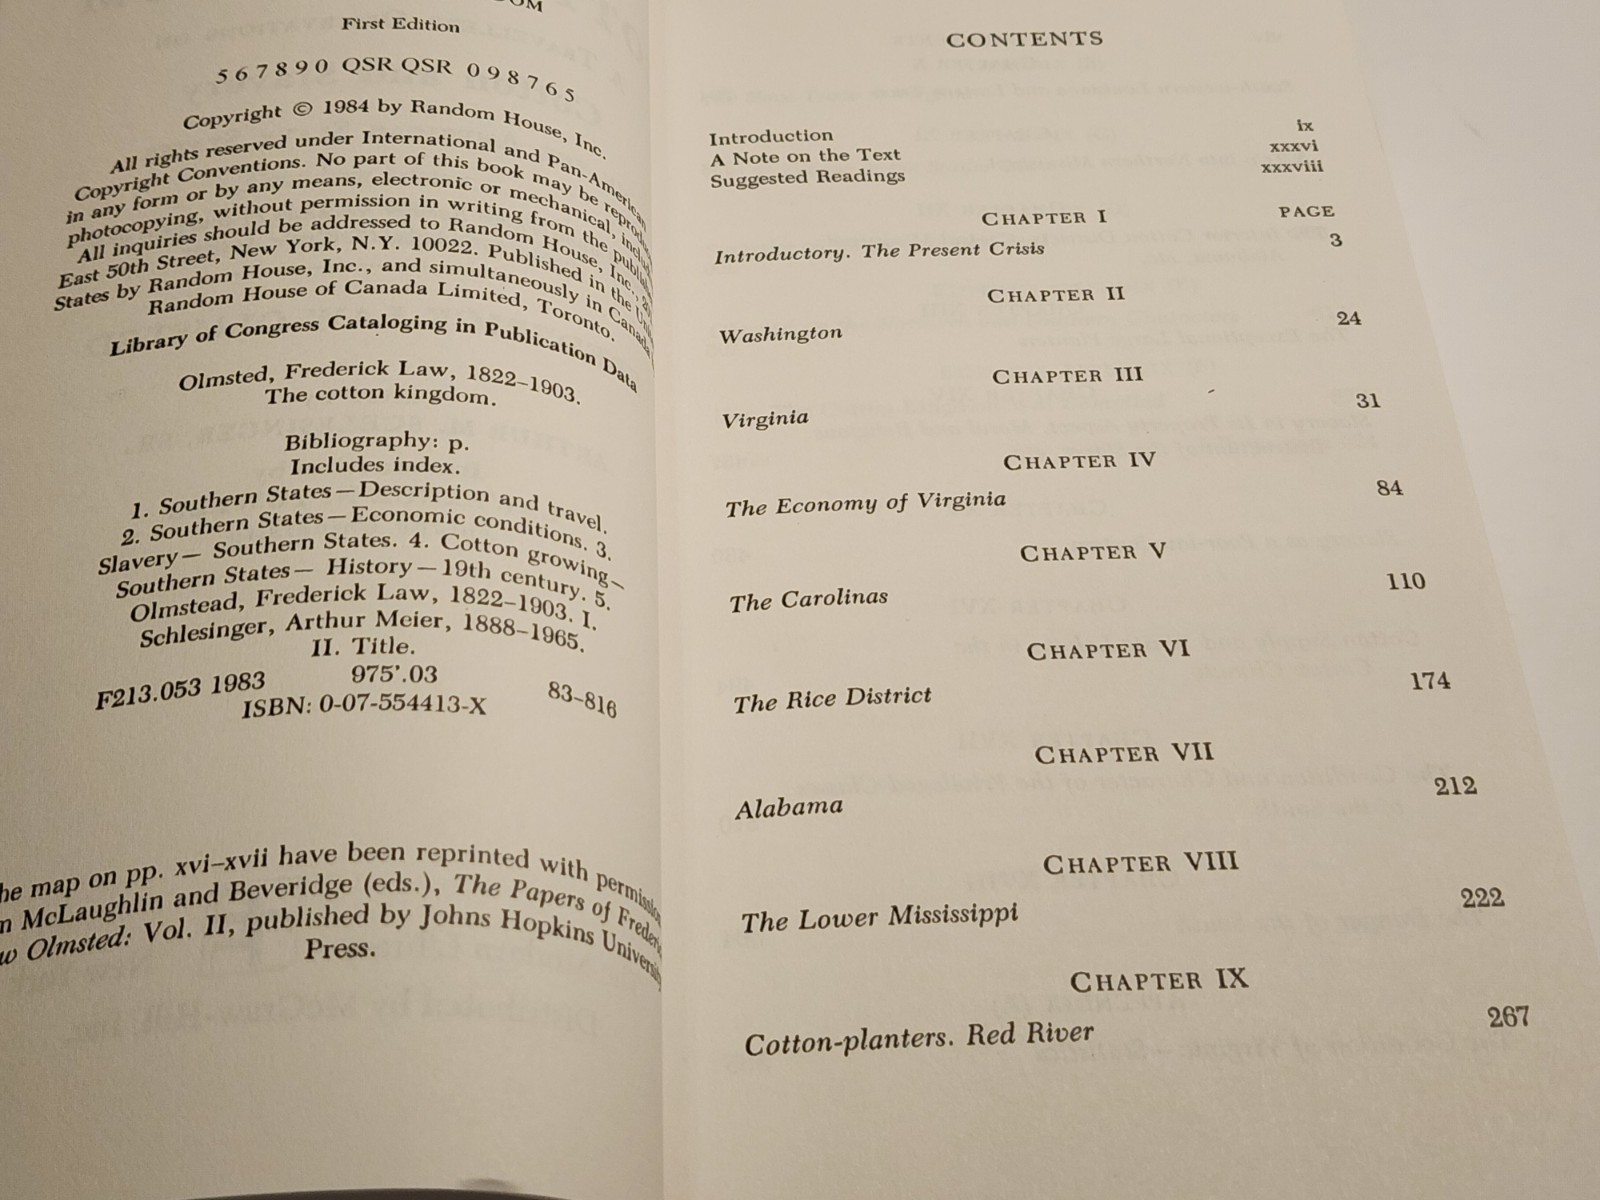 First Edition
5 6 7 8 9 0 QSR QSR 0 9 8 7 6 5
Copyright © 1984 by Random House, Inc.
All rights reserved under International and Pan-American
Copyright Conventions. No part of this book may be
in any form or by any means, electronic or mechanical,
photocopying, without permission in writing from the
All inquiries should be addressed to Random House, Inc.,
East 50th Street, New York, N.Y. 10022. Published in the
States by Random House, Inc., and simultaneously in Canada
Random House of Canada Limited, Toronto.
Library of Congress Cataloging in Publication Data
Olmsted, Frederick Law, 1822–1903.
The cotton kingdom.
Bibliography: p.
Includes index.
1. Southern States—Description and travel.
2. Southern States—Economic conditions. 3.
Slavery— Southern States. 4. Cotton growing—
Southern States— History—19th century. 5.
Olmstead, Frederick Law, 1822–1903. I.
Schlesinger, Arthur Meier, 1888–1965.
II. Title.
F213.053 1983 975'.03 83–816
ISBN: 0-07-554413-X
map on pp. xvi–xvii have been reprinted with
McLaughlin and Beveridge (eds.), The Papers of
Olmsted: Vol. II, published by Johns Hopkins University
Press.
CONTENTS
Introduction ix
A Note on the Text xxxvi
Suggested Readings xxxviii
CHAPTER I PAGE
Introductory. The Present Crisis 3
CHAPTER II
Washington 24
CHAPTER III
Virginia 31
CHAPTER IV
The Economy of Virginia 84
CHAPTER V
The Carolinas 110
CHAPTER VI
The Rice District 174
CHAPTER VII
Alabama 212
CHAPTER VIII
The Lower Mississippi 222
CHAPTER IX
Cotton-planters. Red River 267